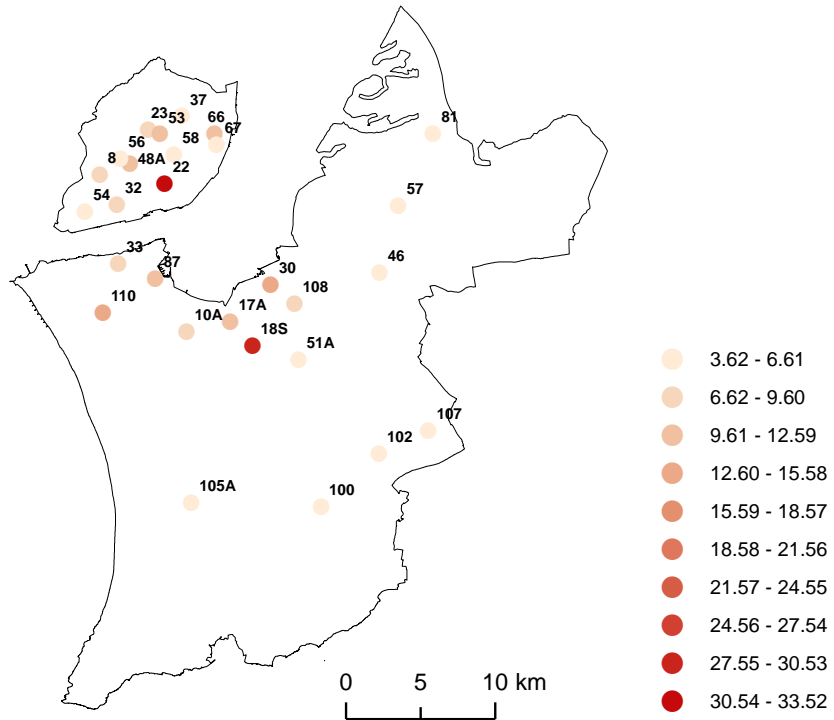 37
23 53
66
67
56
58
8
48A
22
54
32
81
57
33
87
30
46
108
110
10A
17A
18S
51A
107
102
105A
100
3.62 - 6.61
6.62 - 9.60
9.61 - 12.59
12.60 - 15.58
15.59 - 18.57
18.58 - 21.56
21.57 - 24.55
24.56 - 27.54
27.55 - 30.53
30.54 - 33.52
0 5 10 km